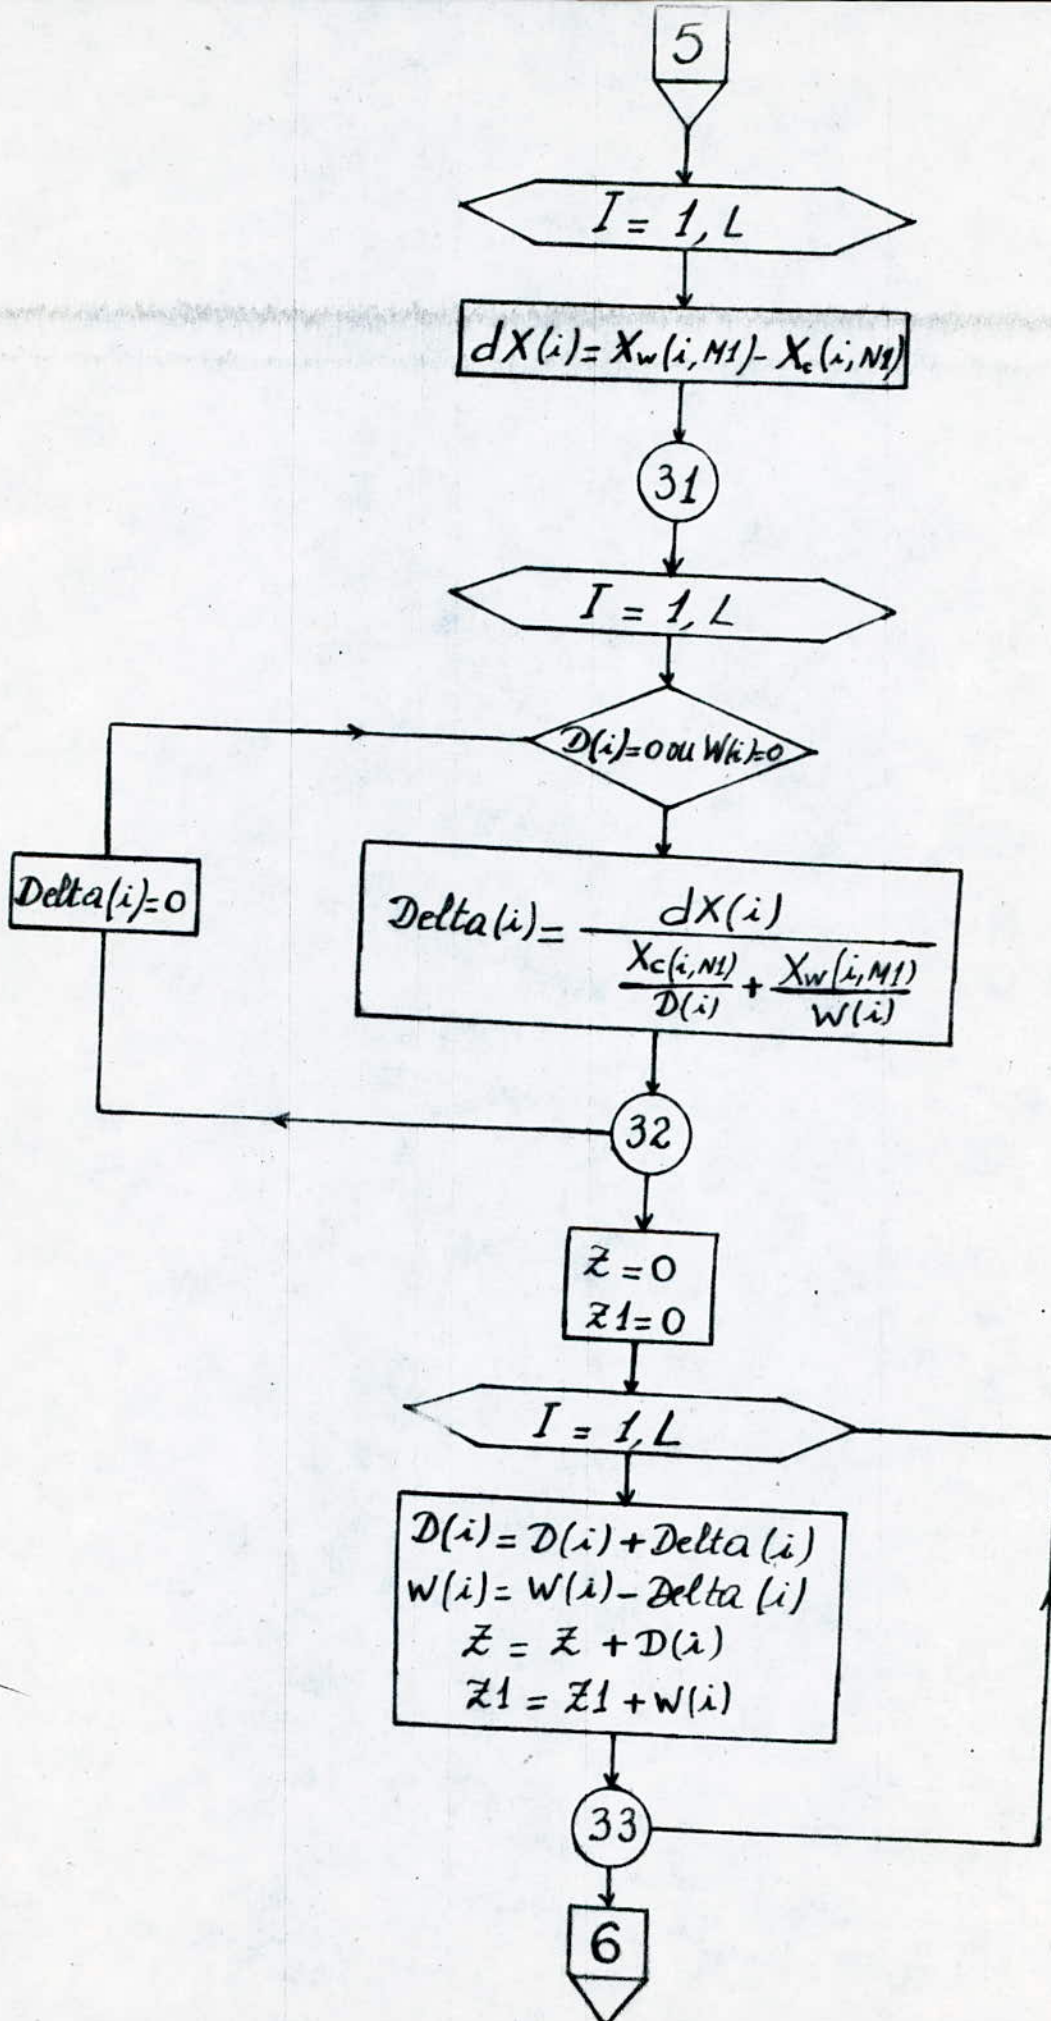 5
I = 1, L
dX(i) = Xw(i,M1) - Xc(i,N1)
31
I = 1, L
D(i)=0 ou W(i)=0
Delta(i)=0
Delta(i) = dX(i)
Xc(i,N1) + Xw(i,M1)
D(i) W(i)
32
Z = 0
Z1=0
I = 1, L
D(i) = D(i) + Delta(i)
W(i) = W(i) - Delta(i)
Z = Z + D(i)
Z1 = Z1 + W(i)
33
6